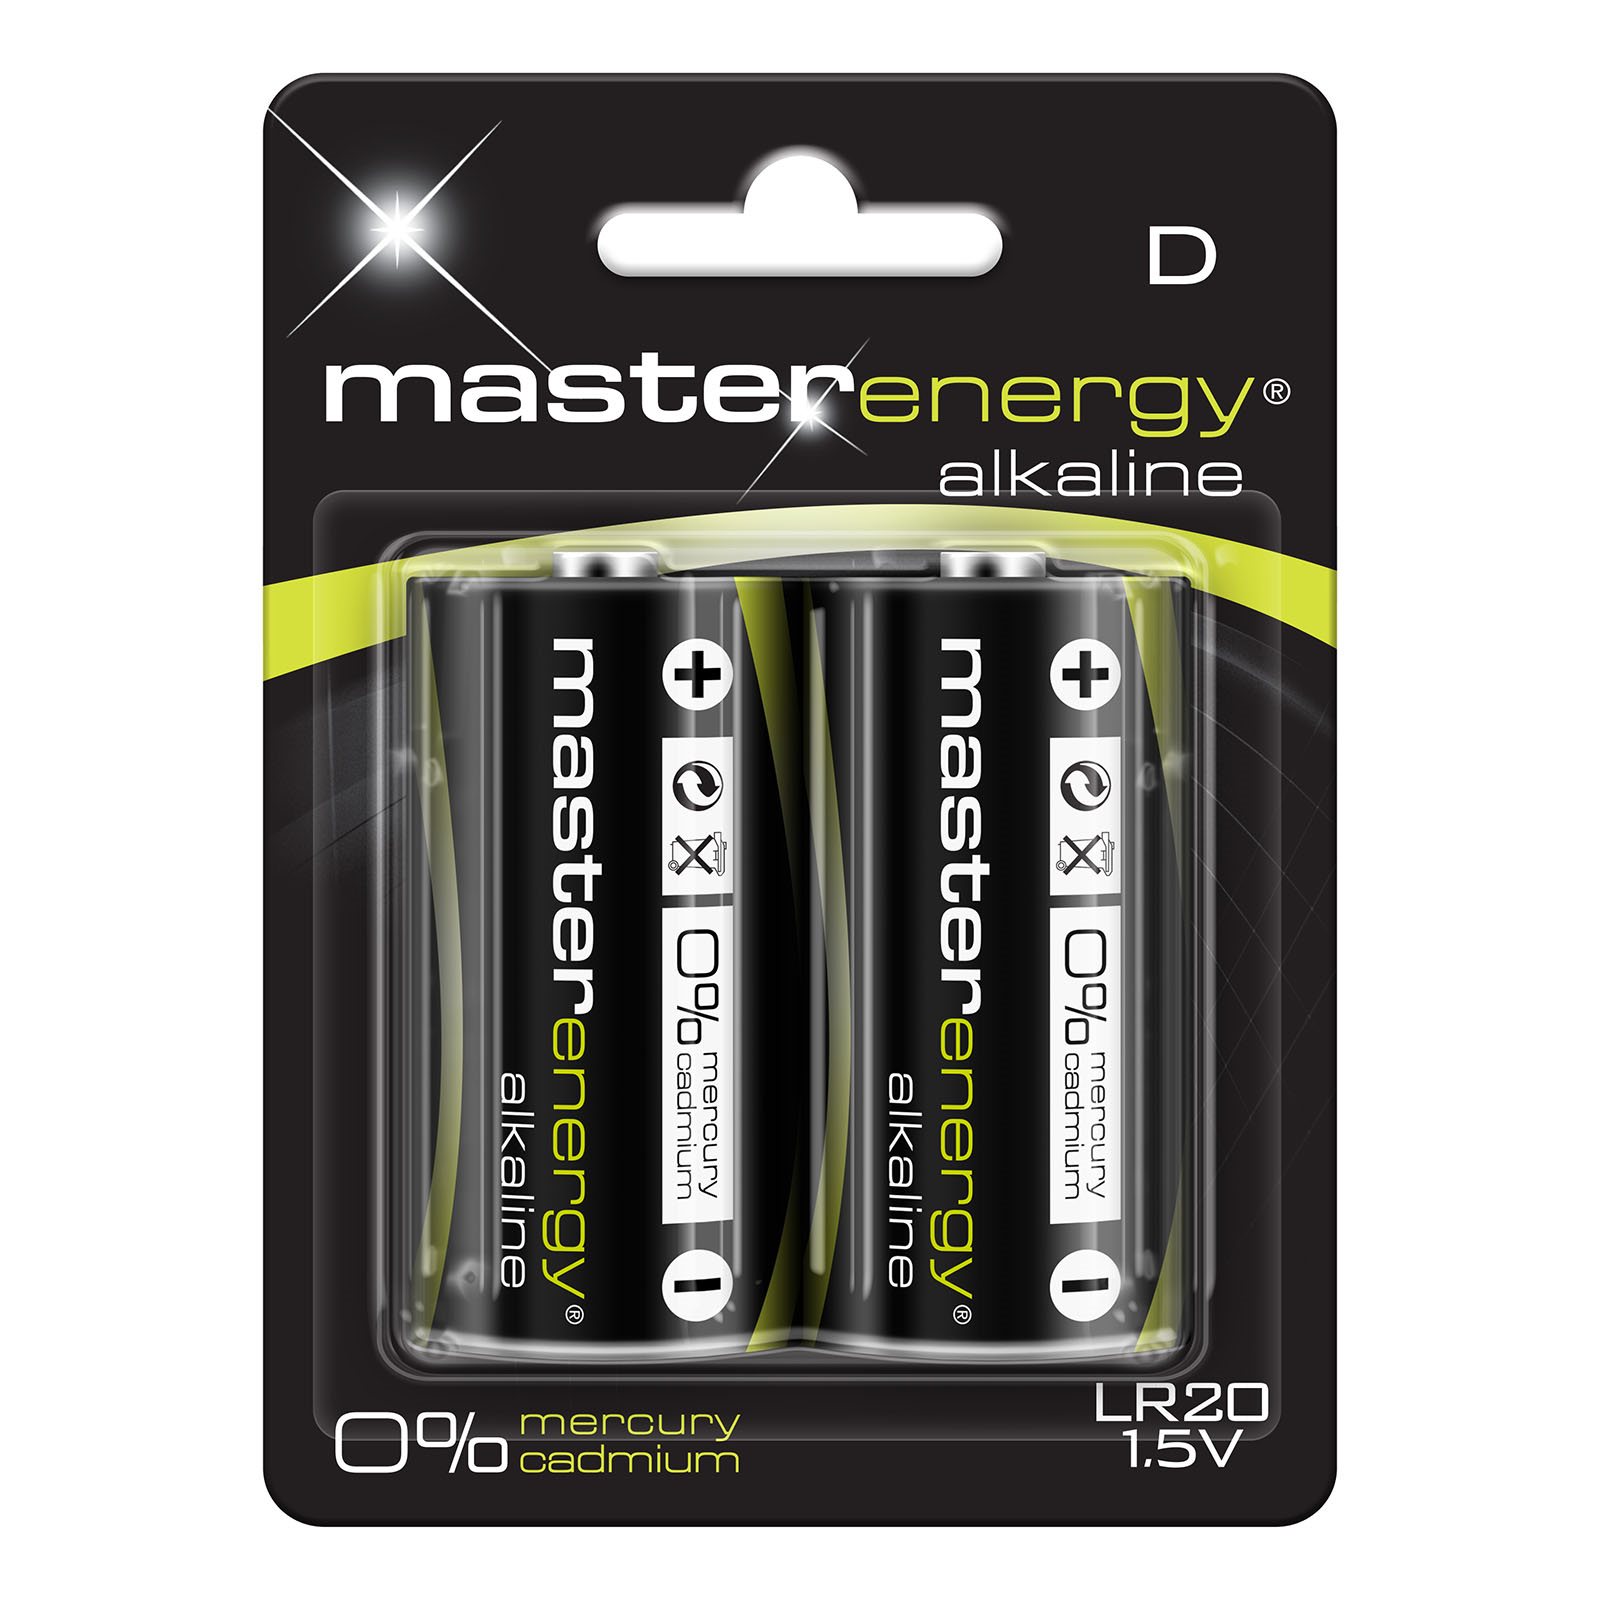 D
masterenergy®
alkaline
masterenergy®
alkaline
+
0% mercury
cadmium
-
masterenergy®
alkaline
+
0% mercury
cadmium
-
0% mercury
cadmium
LR20
1.5V